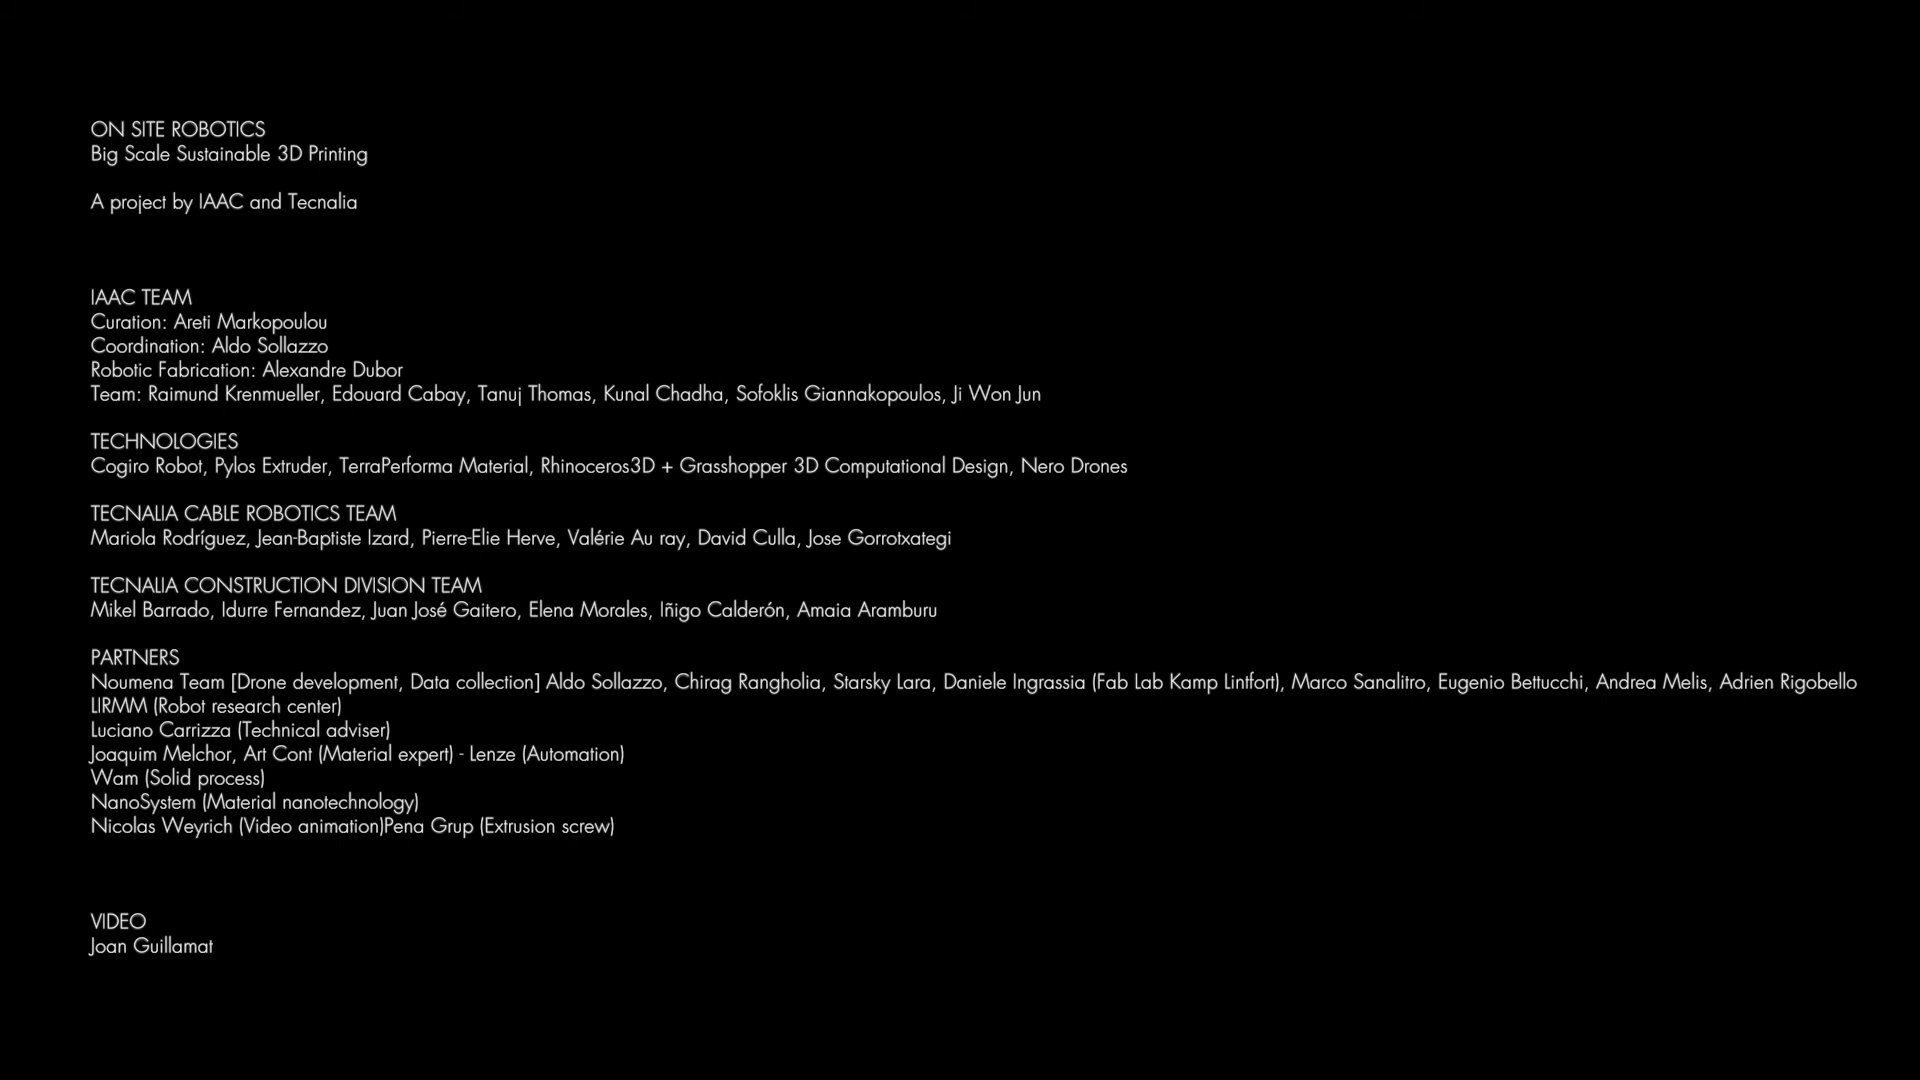 ON SITE ROBOTICS
Big Scale Sustainable 3D Printing
A project by IAAC and Tecnalia
IAAC TEAM
Curation: Areti Markopoulou
Coordination: Aldo Sollazzo
Robotic Fabrication: Alexandre Dubor
Team: Raimund Krenmueller, Edouard Cabay, Tanuj Thomas, Kunal Chadha, Sofoklis Giannakopoulos, Ji Won Jun
TECHNOLOGIES
Cogiro Robot, Pylos Extruder, TerraPerforma Material, Rhinoceros3D + Grasshopper 3D Computational Design, Nero Drones
TECNALIA CABLE ROBOTICS TEAM
Mariola Rodríguez, Jean-Baptiste Izard, Pierre-Elie Herve, Valérie Au ray, David Culla, Jose Gorrotxategi
TECNALIA CONSTRUCTION DIVISION TEAM
Mikel Barrado, Idurre Fernandez, Juan José Gaitero, Elena Morales, Iñigo Calderón, Amaia Aramburu
PARTNERS
Noumena Team [Drone development, Data collection] Aldo Sollazzo, Chirag Rangholia, Starsky Lara, Daniele Ingrassia (Fab Lab Kamp Lintfort), Marco Sanalitro, Eugenio Bettucchi, Andrea Melis, Adrien Rigobello
LIRMM (Robot research center)
Luciano Carrizza (Technical adviser)
Joaquim Melchor, Art Cont (Material expert) - Lenze (Automation)
Wam (Solid process)
NanoSystem (Material nanotechnology)
Nicolas Weyrich (Video animation)Pena Grup (Extrusion screw)
VIDEO
Joan Guillamat